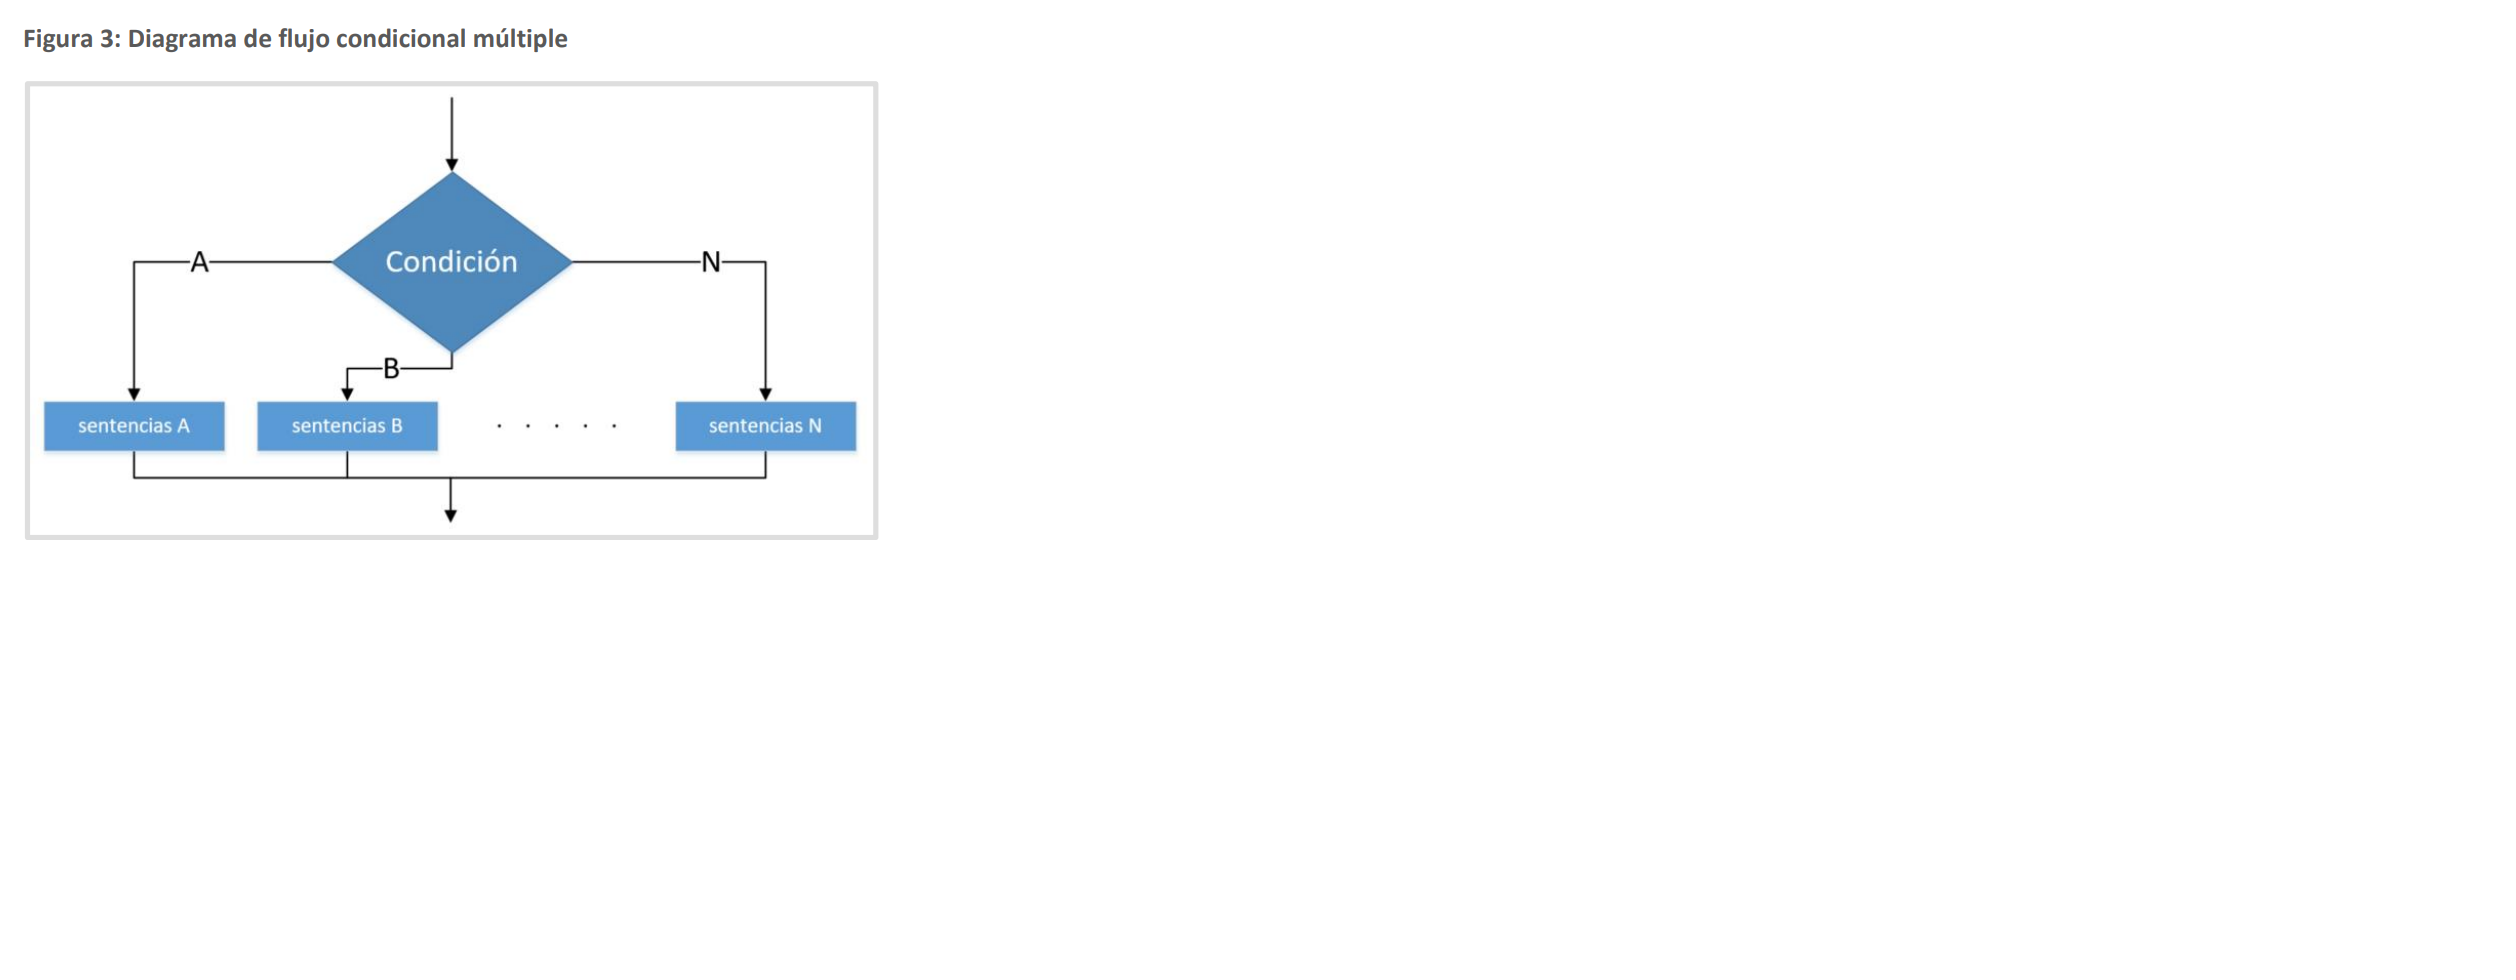 Figura 3: Diagrama de flujo condicional múltiple
Condición
A
N
B
sentencias A
sentencias B
. . . . .
sentencias N